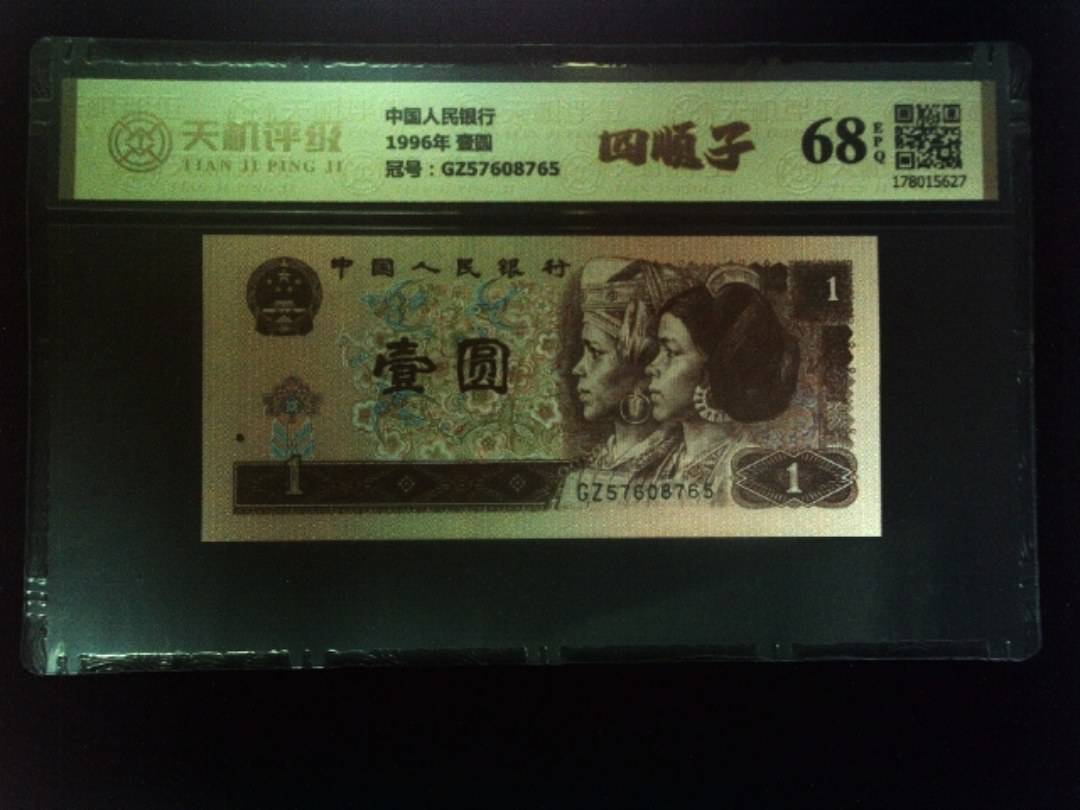 天机评级
TIAN JI PING JI
中国人民银行
1996年 壹圆
冠号：GZ57608765
四顺子
68
EPQ
178015627
中国人民银行
1
壹圆
1
GZ57608765
1